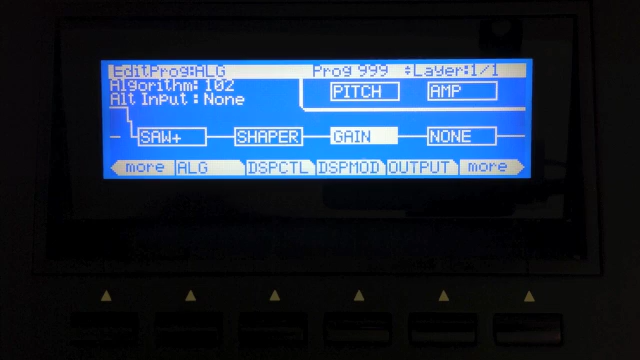 EditProg:ALG Prog 999 Layer:1/1
Algorithm: 102
Alt Input : None
PITCH AMP
SAW+ SHAPER GAIN NONE
more ALG DSPCTL DSPMOD OUTPUT more